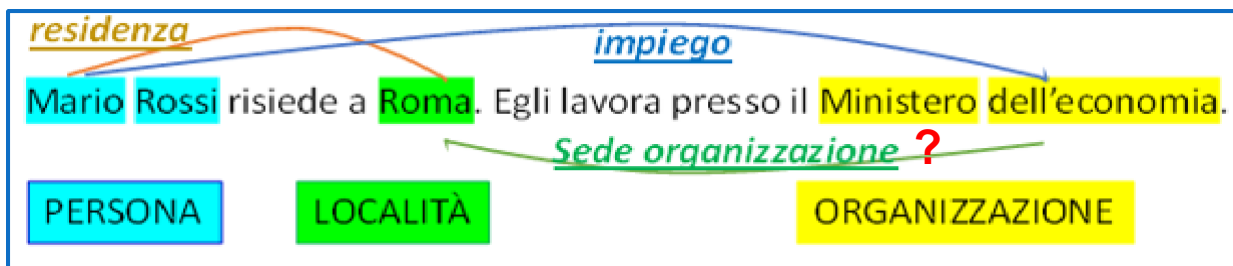 residenza
impiego
Mario Rossi risiede a Roma. Egli lavora presso il Ministero dell'economia.
Sede organizzazione ?
PERSONA LOCALITÀ ORGANIZZAZIONE